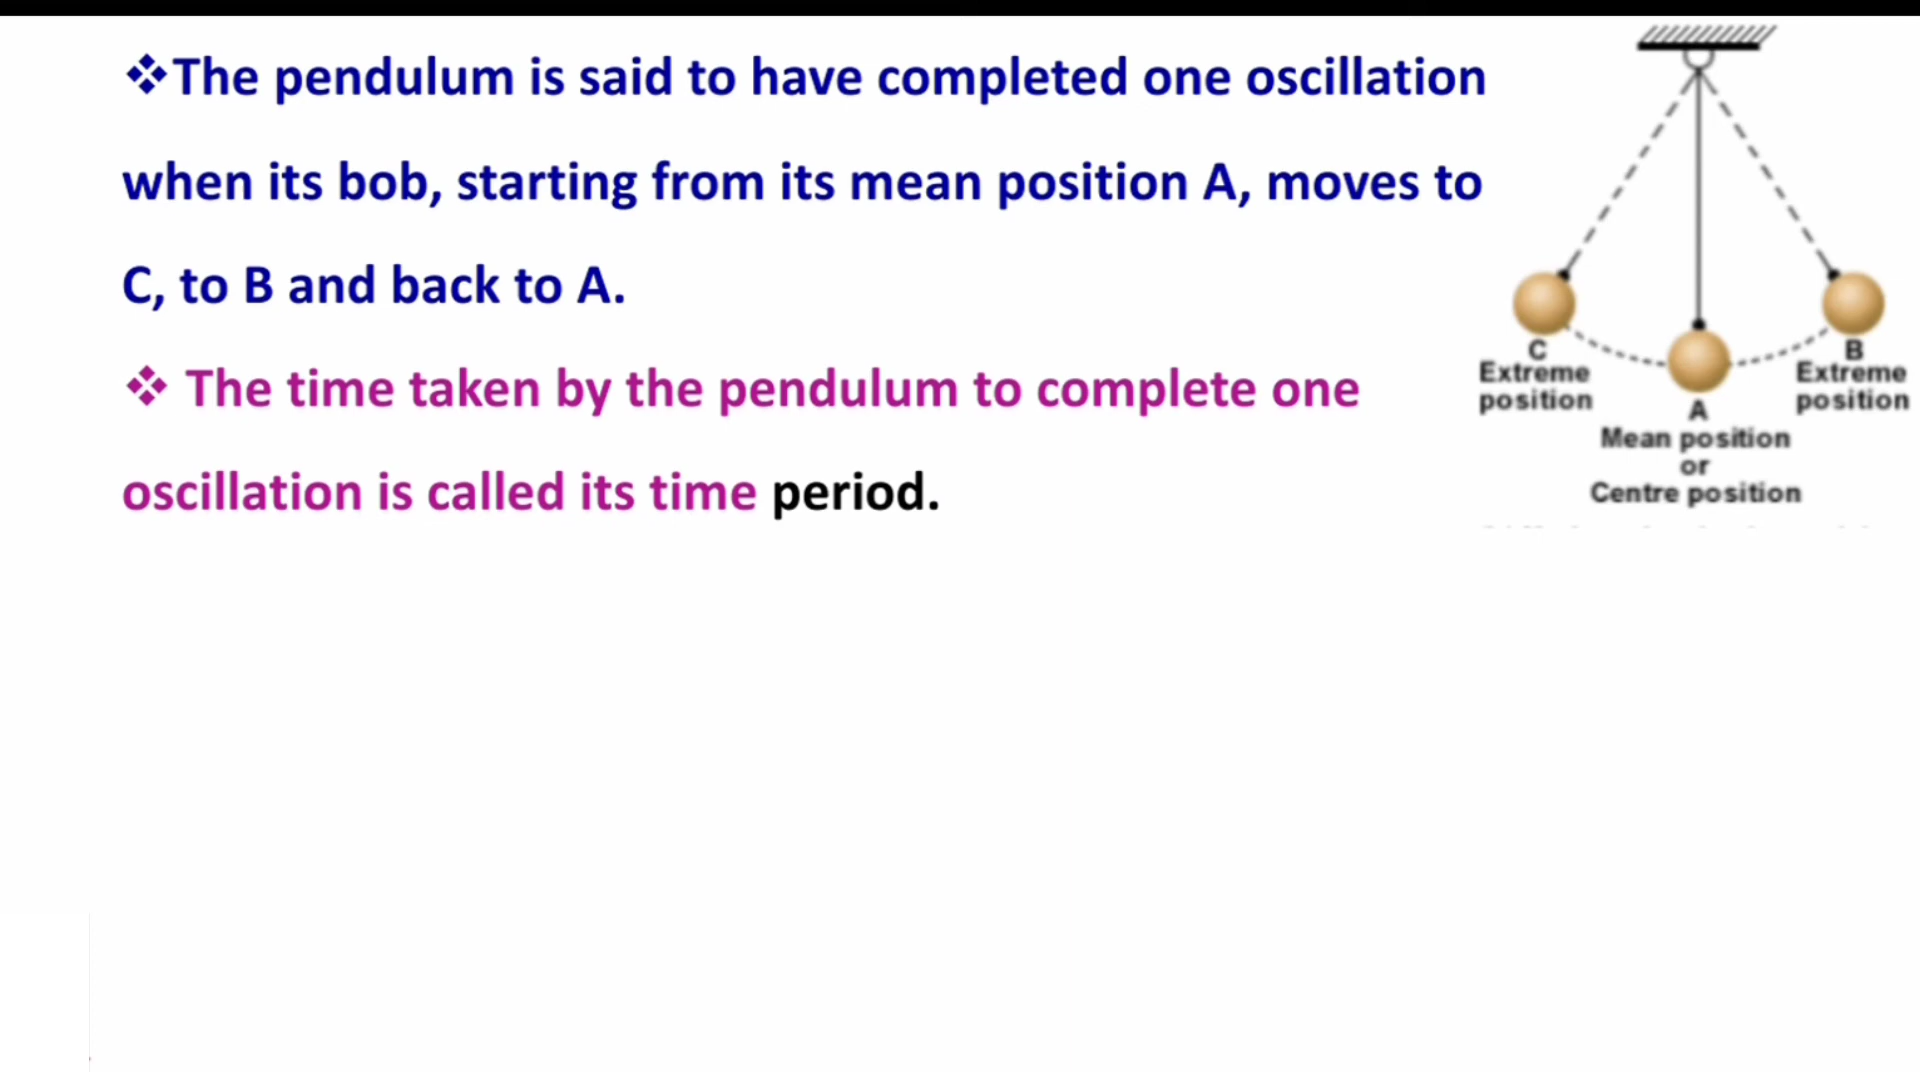 ❖The pendulum is said to have completed one oscillation
when its bob, starting from its mean position A, moves to
C, to B and back to A.
❖ The time taken by the pendulum to complete one
oscillation is called its time period.
C
Extreme
position
B
Extreme
position
A
Mean position
or
Centre position